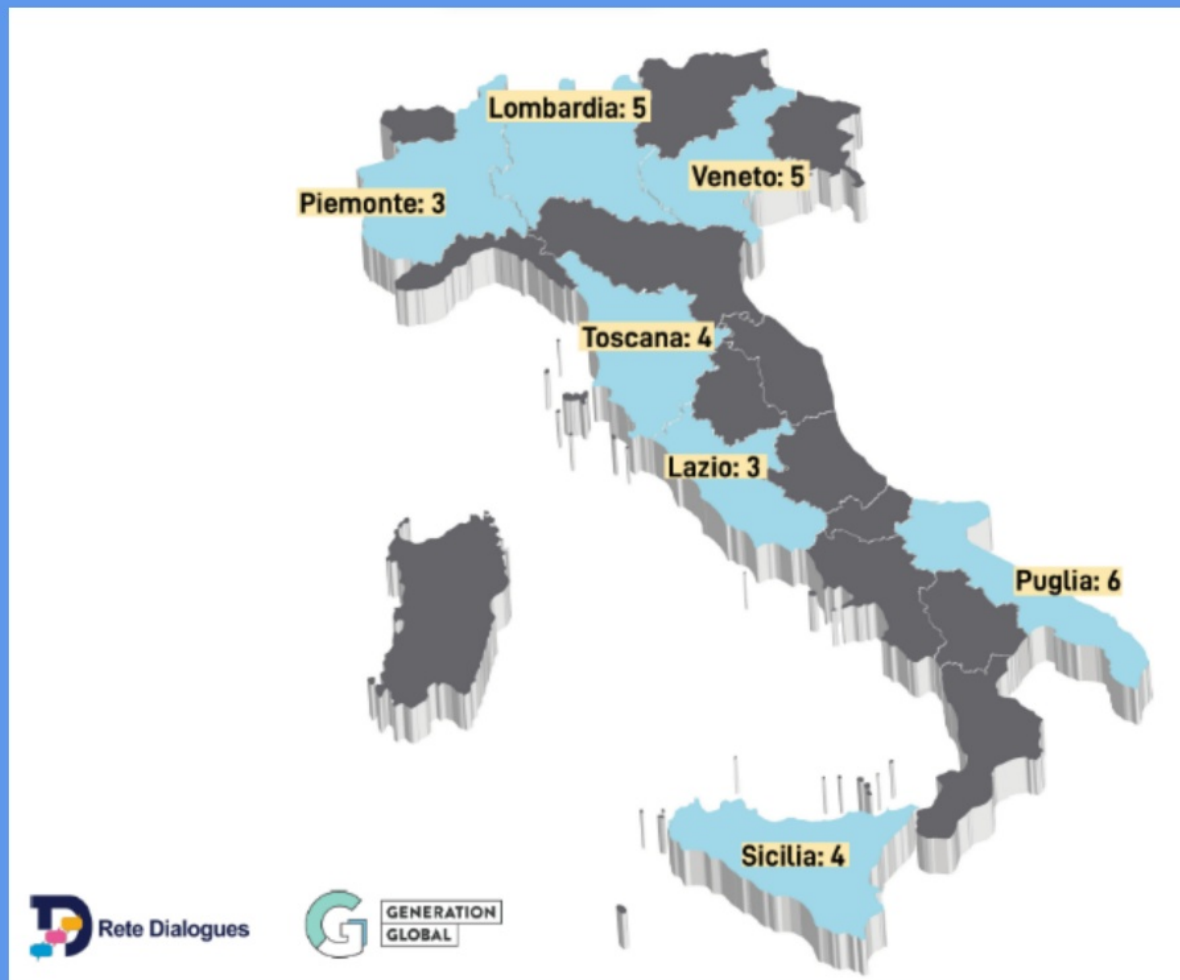 Lombardia: 5
Veneto: 5
Piemonte: 3
Toscana: 4
Lazio: 3
Puglia: 6
Sicilia: 4
Rete Dialogues
GENERATION
GLOBAL